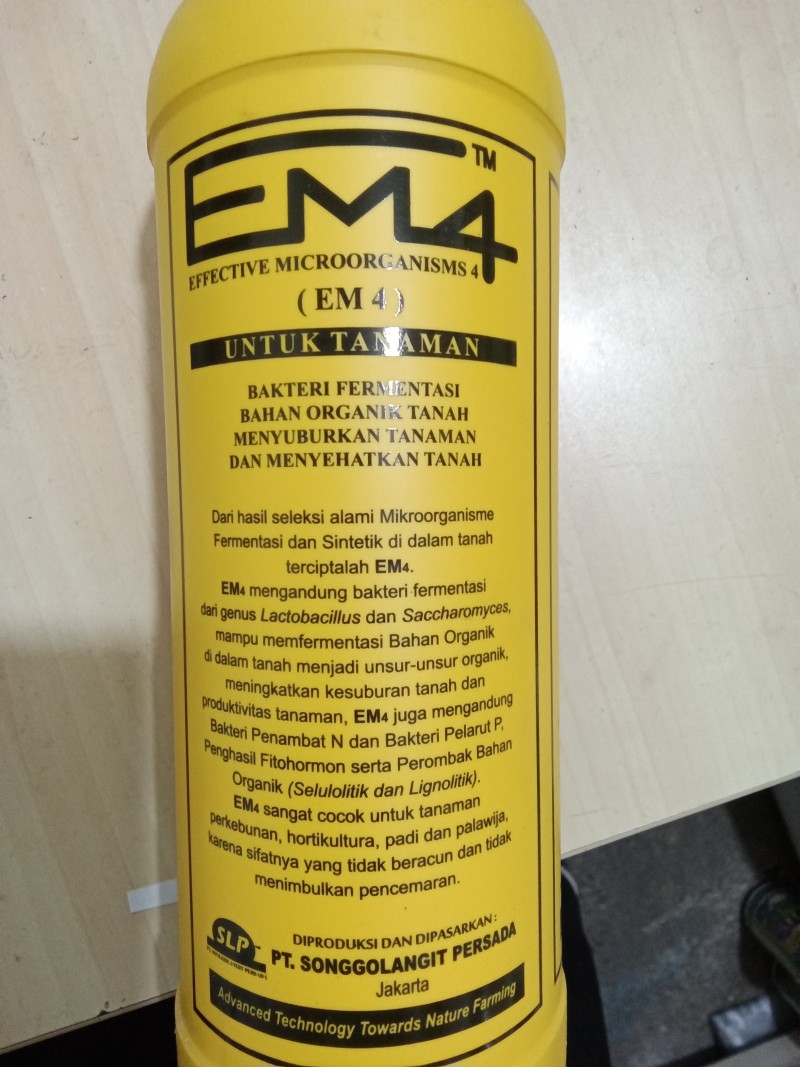 EM4™
EFFECTIVE MICROORGANISMS 4
( EM 4 )
UNTUK TANAMAN
BAKTERI FERMENTASI
BAHAN ORGANIK TANAH
MENYUBURKAN TANAMAN
DAN MENYEHATKAN TANAH
Dari hasil seleksi alami Mikroorganisme
Fermentasi dan Sintetik di dalam tanah
terciptalah EM4.
EM4 mengandung bakteri fermentasi
dari genus Lactobacillus dan Saccharomyces,
mampu memfermentasi Bahan Organik
di dalam tanah menjadi unsur-unsur organik,
meningkatkan kesuburan tanah dan
produktivitas tanaman, EM4 juga mengandung
Bakteri Penambat N dan Bakteri Pelarut P,
Penghasil Fitohormon serta Perombak Bahan
Organik (Selulolitik dan Lignolitik).
EM4 sangat cocok untuk tanaman
perkebunan, hortikultura, padi dan palawija,
karena sifatnya yang tidak beracun dan tidak
menimbulkan pencemaran.
SLP
DIPRODUKSI DAN DIPASARKAN :
PT. SONGGOLANGIT PERSADA
Jakarta
Advanced Technology Towards Nature Farming